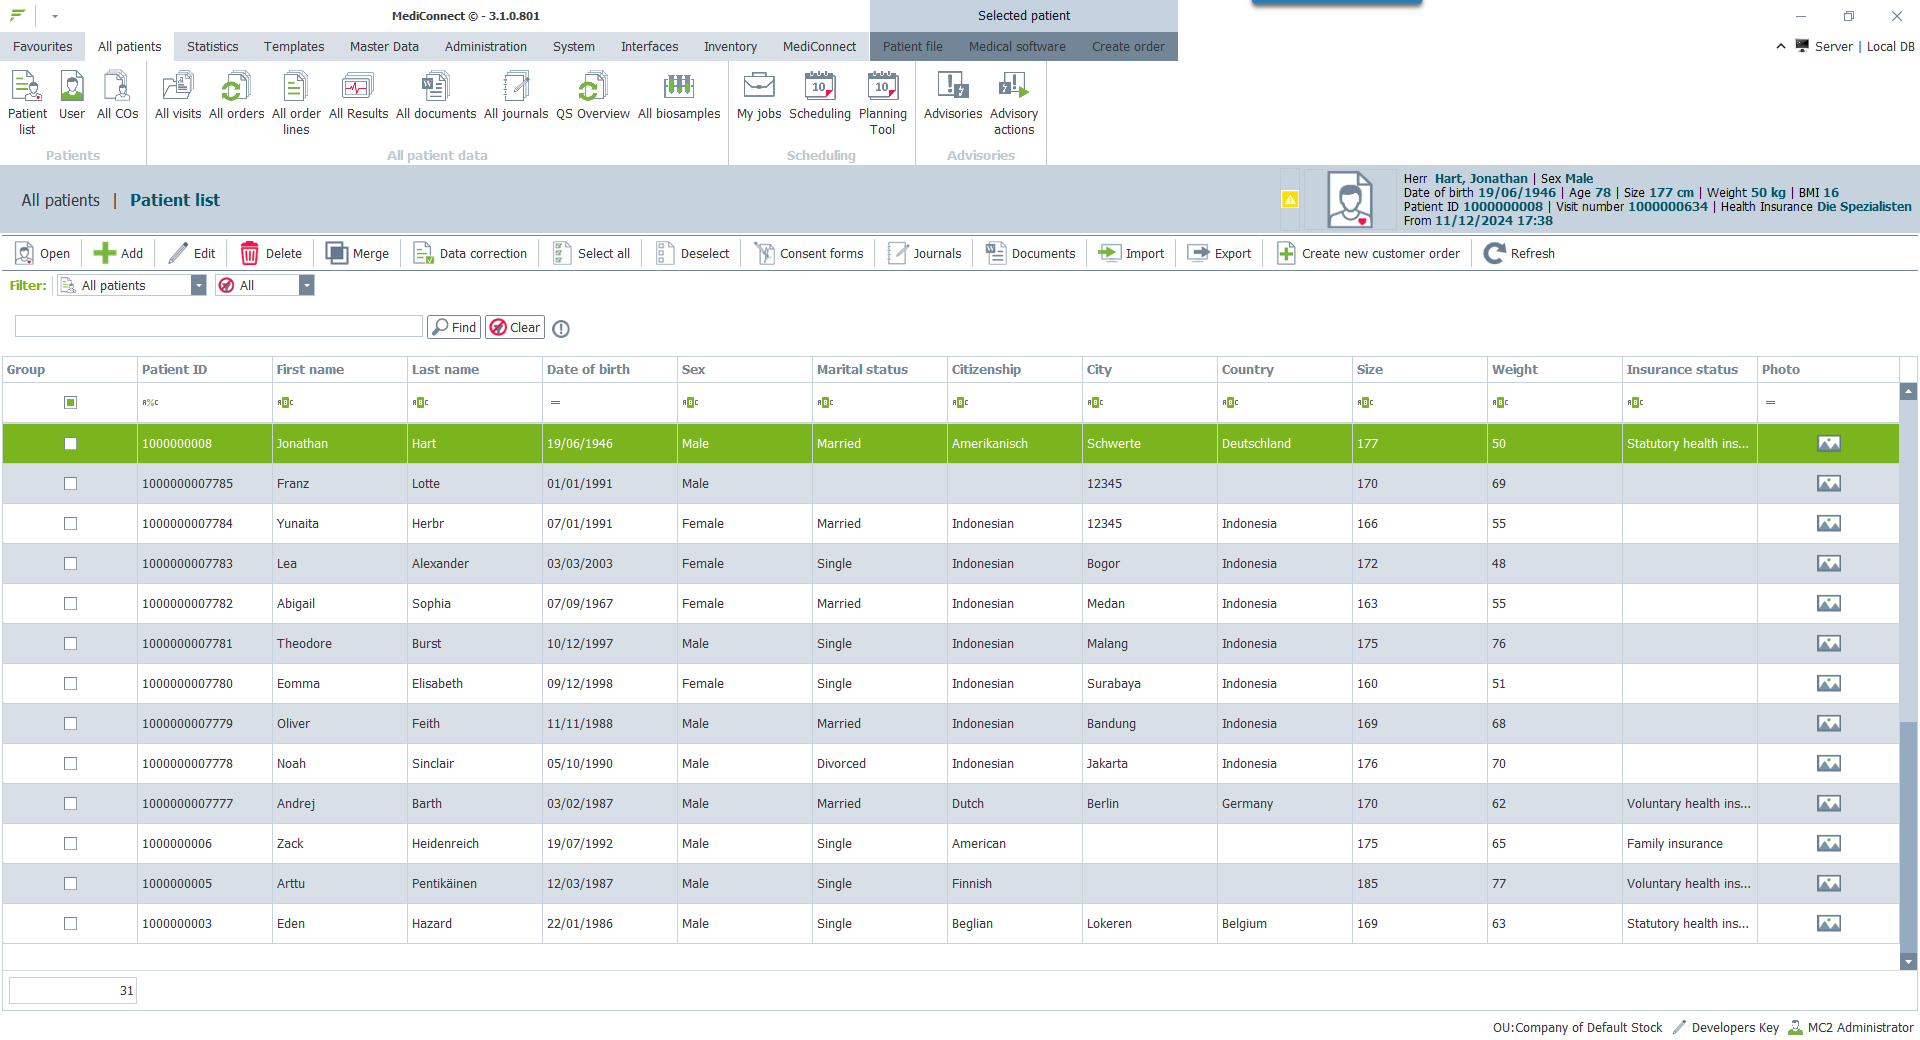 MediConnect © - 3.1.0.801
Selected patient
Favourites All patients Statistics Templates Master Data Administration System Interfaces Inventory MediConnect Patient file Medical software Create order
Server | Local DB
Patient list User All COs All visits All orders All order lines All Results All documents All journals QS Overview All biosamples My jobs Scheduling Planning Tool Advisories Advisory actions
Patients All patient data Scheduling Advisories
All patients | Patient list
Herr Hart, Jonathan | Sex Male
Date of birth 19/06/1946 | Age 78 | Size 177 cm | Weight 50 kg | BMI 16
Patient ID 1000000008 | Visit number 1000000634 | Health Insurance Die Spezialisten
From 11/12/2024 17:38
Open Add Edit Delete Merge Data correction Select all Deselect Consent forms Journals Documents Import Export Create new customer order Refresh
Filter: All patients All
Find Clear
Group Patient ID First name Last name Date of birth Sex Marital status Citizenship City Country Size Weight Insurance status Photo
A%C ABC ABC = ABC ABC ABC ABC ABC ABC ABC ABC =
1000000008 Jonathan Hart 19/06/1946 Male Married Amerikanisch Schwerte Deutschland 177 50 Statutory health ins...
1000000007785 Franz Lotte 01/01/1991 Male 12345 170 69
1000000007784 Yunaita Herbr 07/01/1991 Female Married Indonesian 12345 Indonesia 166 55
1000000007783 Lea Alexander 03/03/2003 Female Single Indonesian Bogor Indonesia 172 48
1000000007782 Abigail Sophia 07/09/1967 Female Married Indonesian Medan Indonesia 163 55
1000000007781 Theodore Burst 10/12/1997 Male Single Indonesian Malang Indonesia 175 76
1000000007780 Eomma Elisabeth 09/12/1998 Female Single Indonesian Surabaya Indonesia 160 51
1000000007779 Oliver Feith 11/11/1988 Male Married Indonesian Bandung Indonesia 169 68
1000000007778 Noah Sinclair 05/10/1990 Male Divorced Indonesian Jakarta Indonesia 176 70
1000000007777 Andrej Barth 03/02/1987 Male Married Dutch Berlin Germany 170 62 Voluntary health ins...
1000000006 Zack Heidenreich 19/07/1992 Male Single American 175 65 Family insurance
1000000005 Arttu Pentikäinen 12/03/1987 Male Single Finnish 185 77 Voluntary health ins...
1000000003 Eden Hazard 22/01/1986 Male Single Beglian Lokeren Belgium 169 63 Statutory health ins...
31
OU:Company of Default Stock Developers Key MC2 Administrator